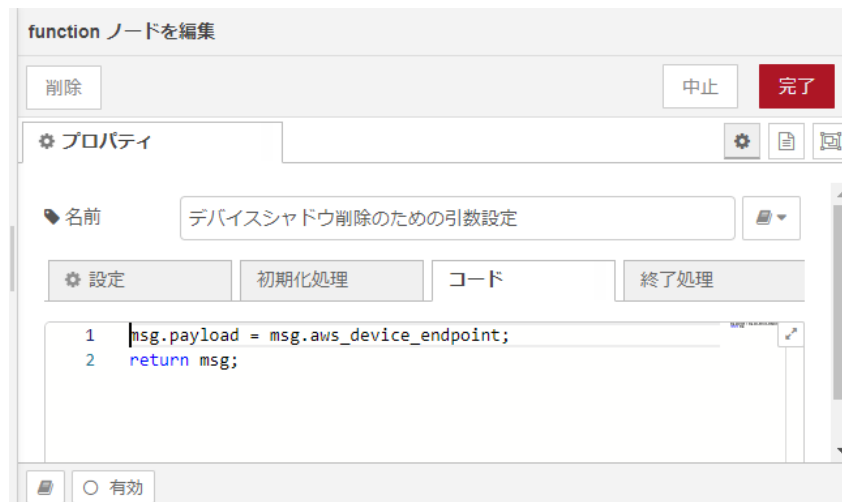 function ノードを編集
削除
中止
完了
プロパティ
名前
デバイスシャドウ削除のための引数設定
設定
初期化処理
コード
終了処理
1 msg.payload = msg.aws_device_endpoint;
2 return msg;
有効